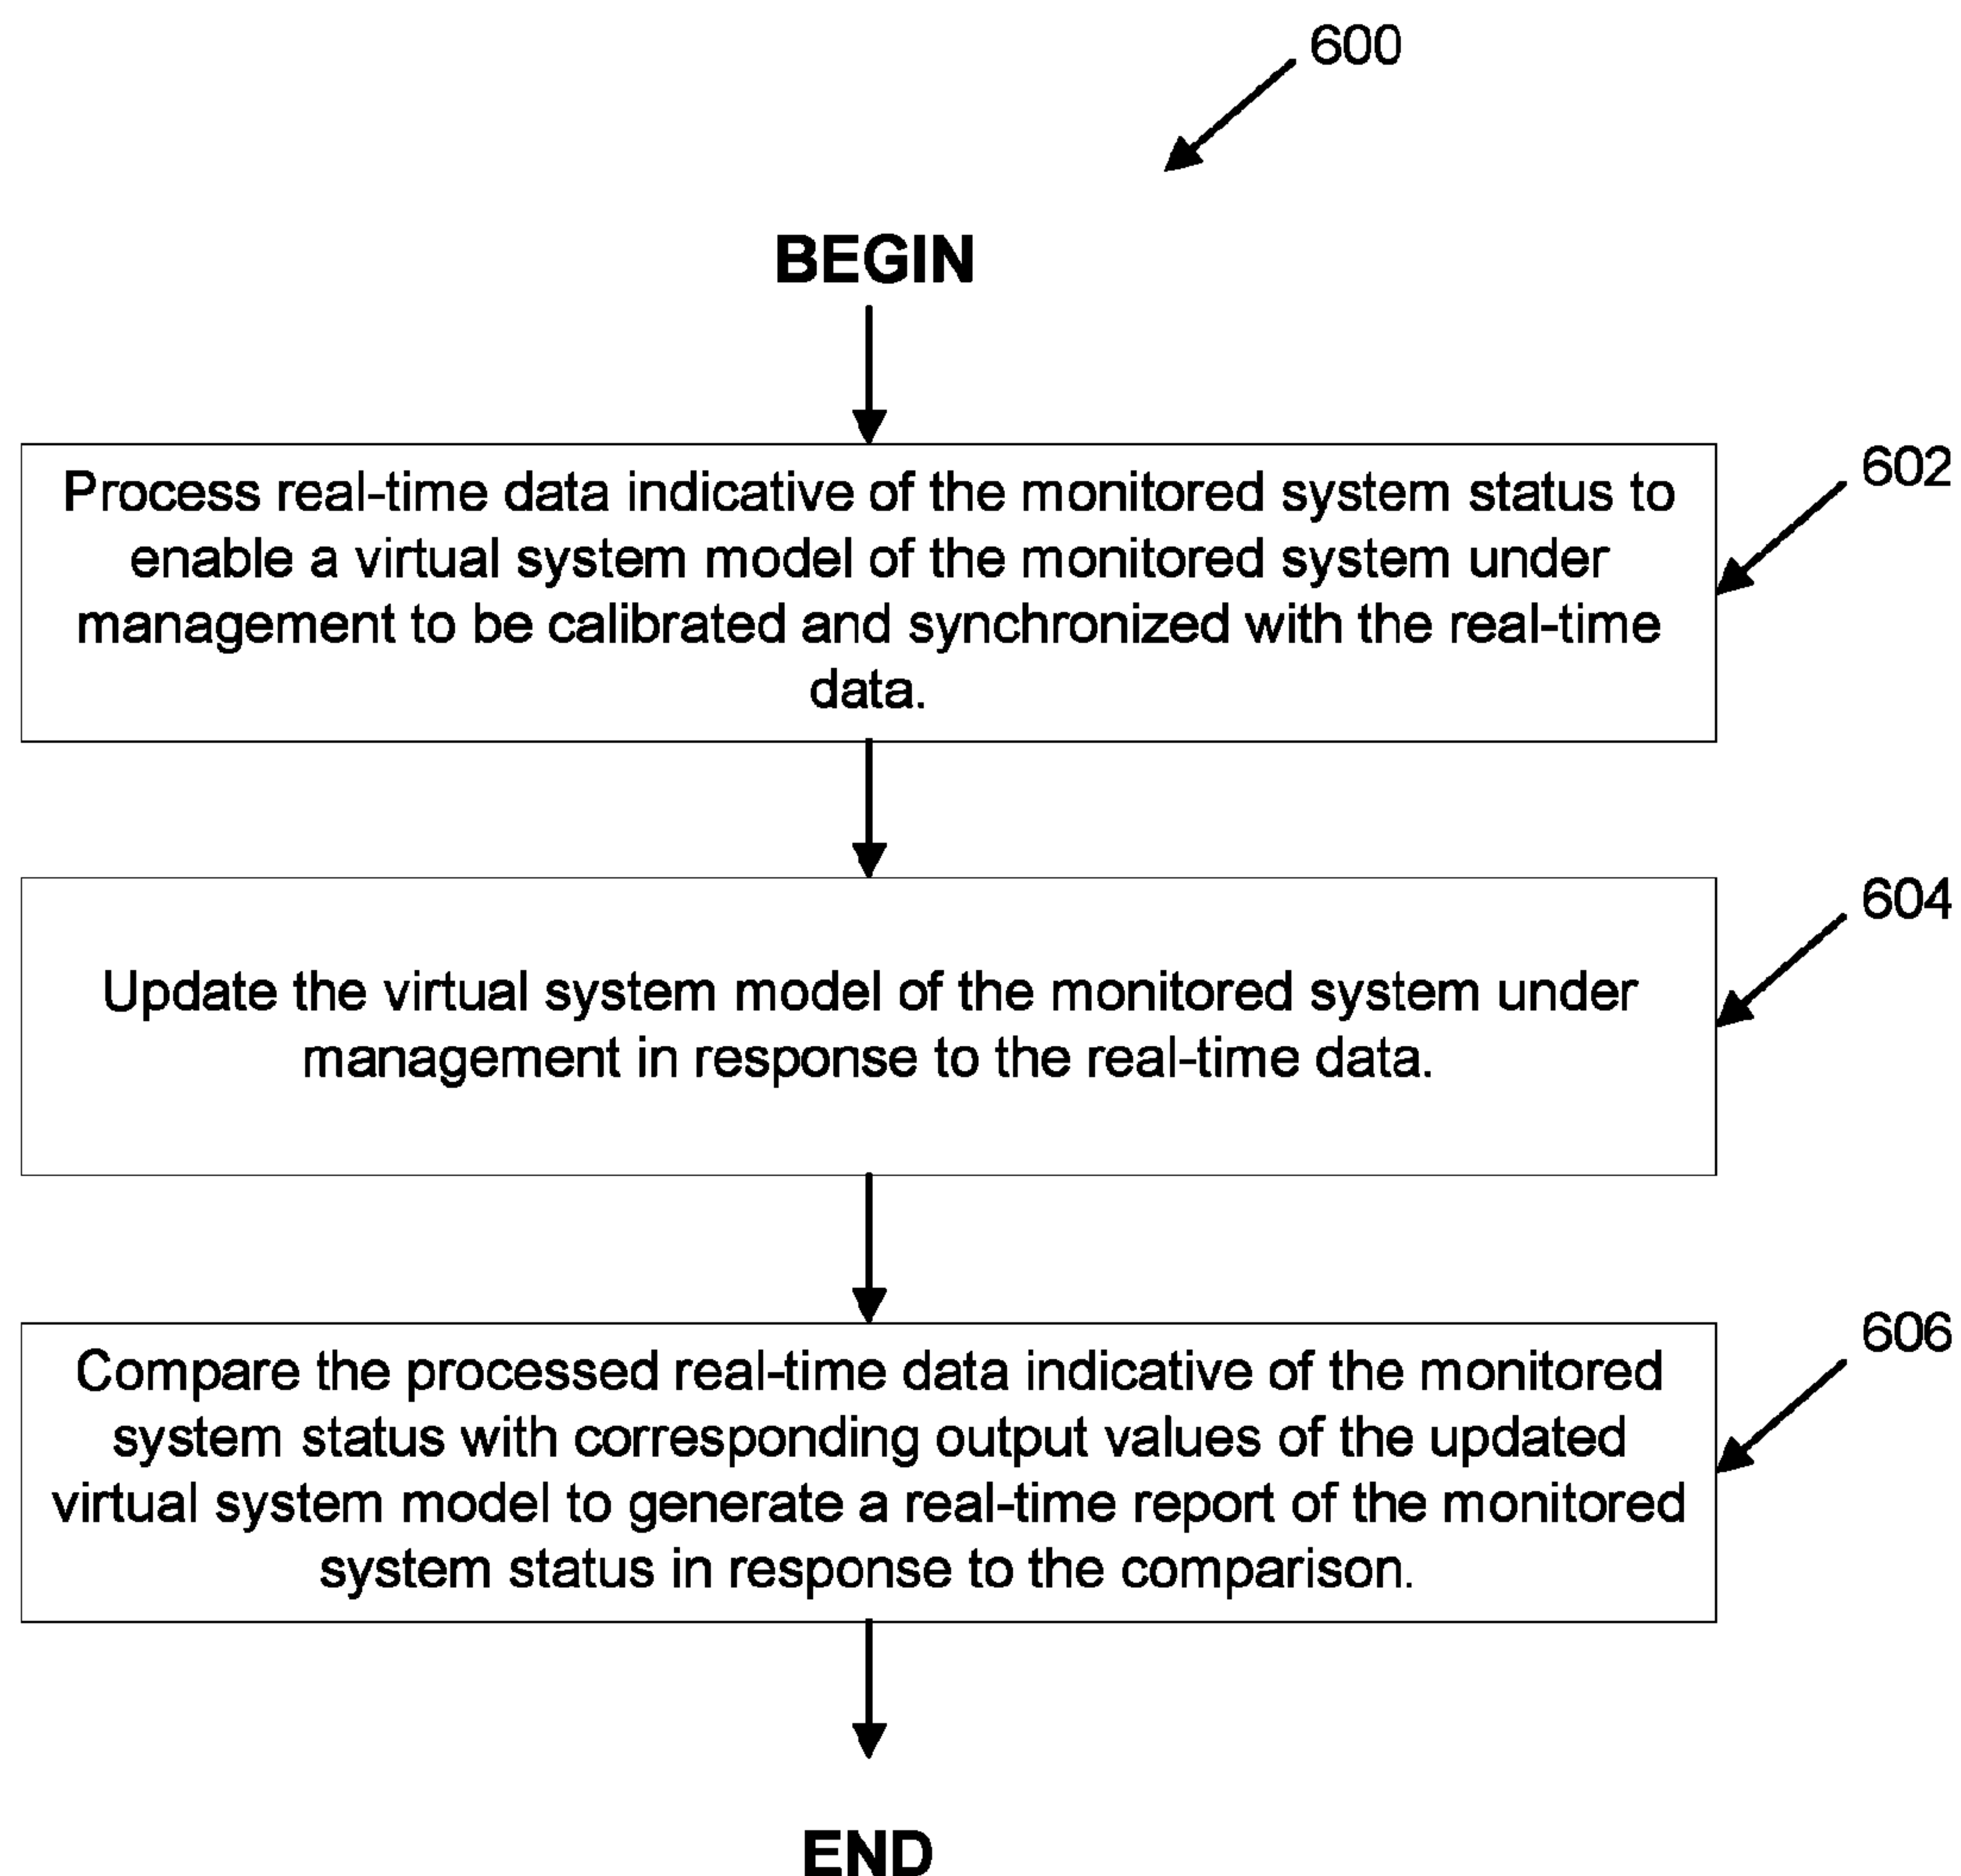 600
BEGIN
Process real-time data indicative of the monitored system status to
enable a virtual system model of the monitored system under
management to be calibrated and synchronized with the real-time
data.
602
Update the virtual system model of the monitored system under
management in response to the real-time data.
604
Compare the processed real-time data indicative of the monitored
system status with corresponding output values of the updated
virtual system model to generate a real-time report of the monitored
system status in response to the comparison.
606
END